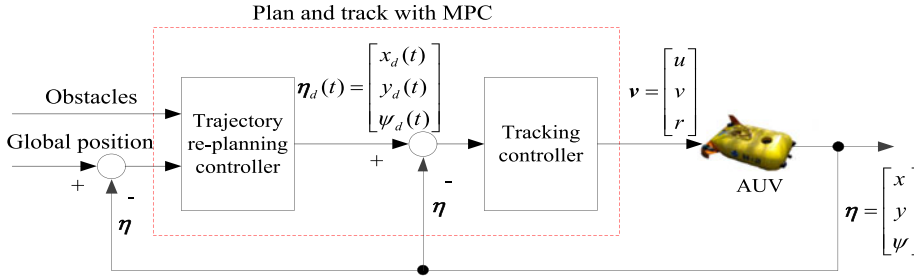 Plan and track with MPC
Obstacles
Global position
+
-
η
Trajectory
re-planning
controller
η_d(t) = [x_d(t)
y_d(t)
ψ_d(t)]
+
-
η
Tracking
controller
v = [u
v
r]
AUV
η = [x
y
ψ]